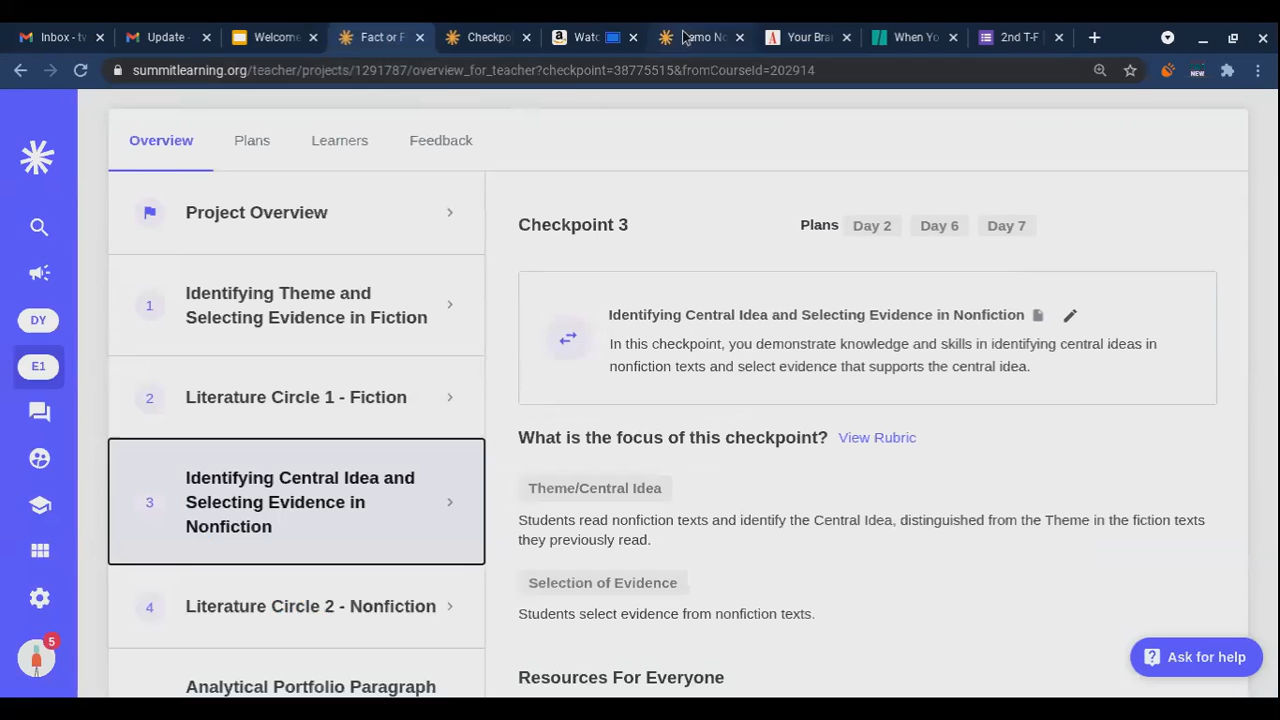 Inbox - tw
Update -
Welcome
Fact or F
Checkpo
Watc
emo No
Your Bra
When Yo
2nd T-F
summitlearning.org/teacher/projects/1291787/overview_for_teacher?checkpoint=38775515&fromCourseId=202914
NEW
Overview
Plans
Learners
Feedback
DY
E1
5
Project Overview
1
Identifying Theme and
Selecting Evidence in Fiction
2
Literature Circle 1 - Fiction
3
Identifying Central Idea and
Selecting Evidence in
Nonfiction
4
Literature Circle 2 - Nonfiction
Analytical Portfolio Paragraph
Checkpoint 3
Plans Day 2 Day 6 Day 7
Identifying Central Idea and Selecting Evidence in Nonfiction
In this checkpoint, you demonstrate knowledge and skills in identifying central ideas in
nonfiction texts and select evidence that supports the central idea.
What is the focus of this checkpoint? View Rubric
Theme/Central Idea
Students read nonfiction texts and identify the Central Idea, distinguished from the Theme in the fiction texts
they previously read.
Selection of Evidence
Students select evidence from nonfiction texts.
Resources For Everyone
Ask for help